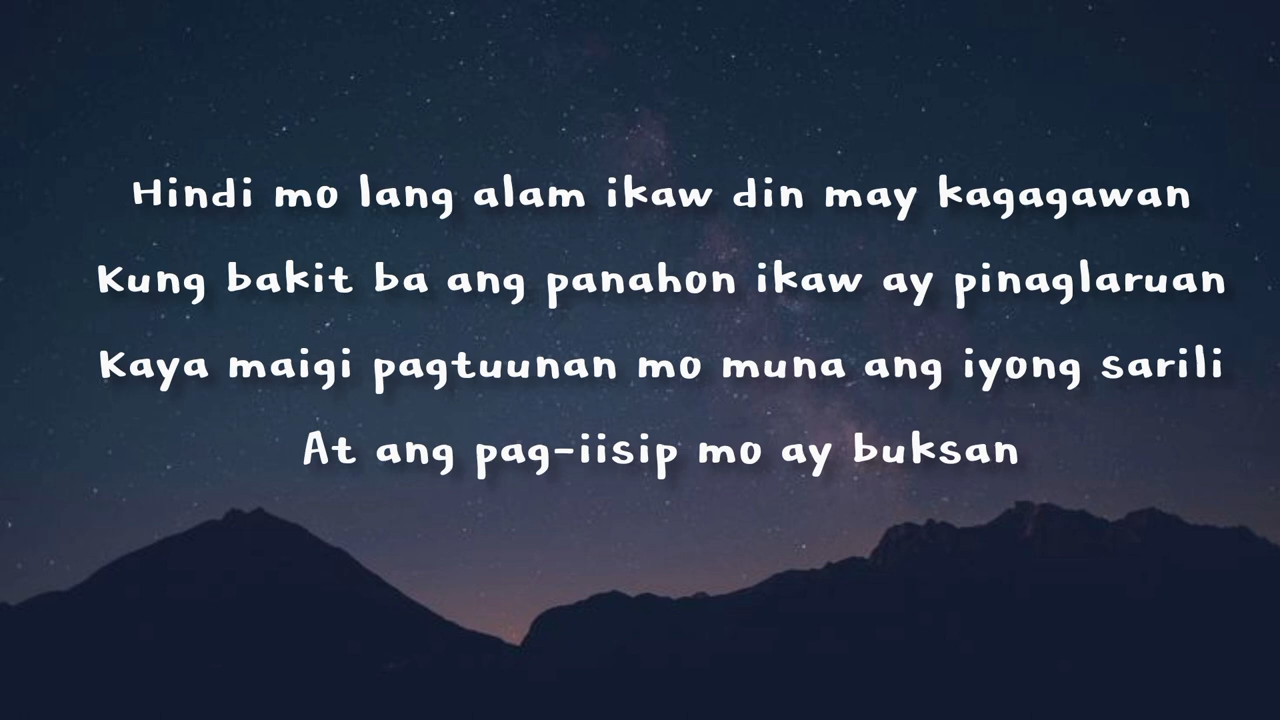 Hindi mo lang alam ikaw din may kagagawan
Kung bakit ba ang panahon ikaw ay pinaglaruan
Kaya maigi pagtuunan mo muna ang iyong sarili
At ang pag-iisip mo ay buksan